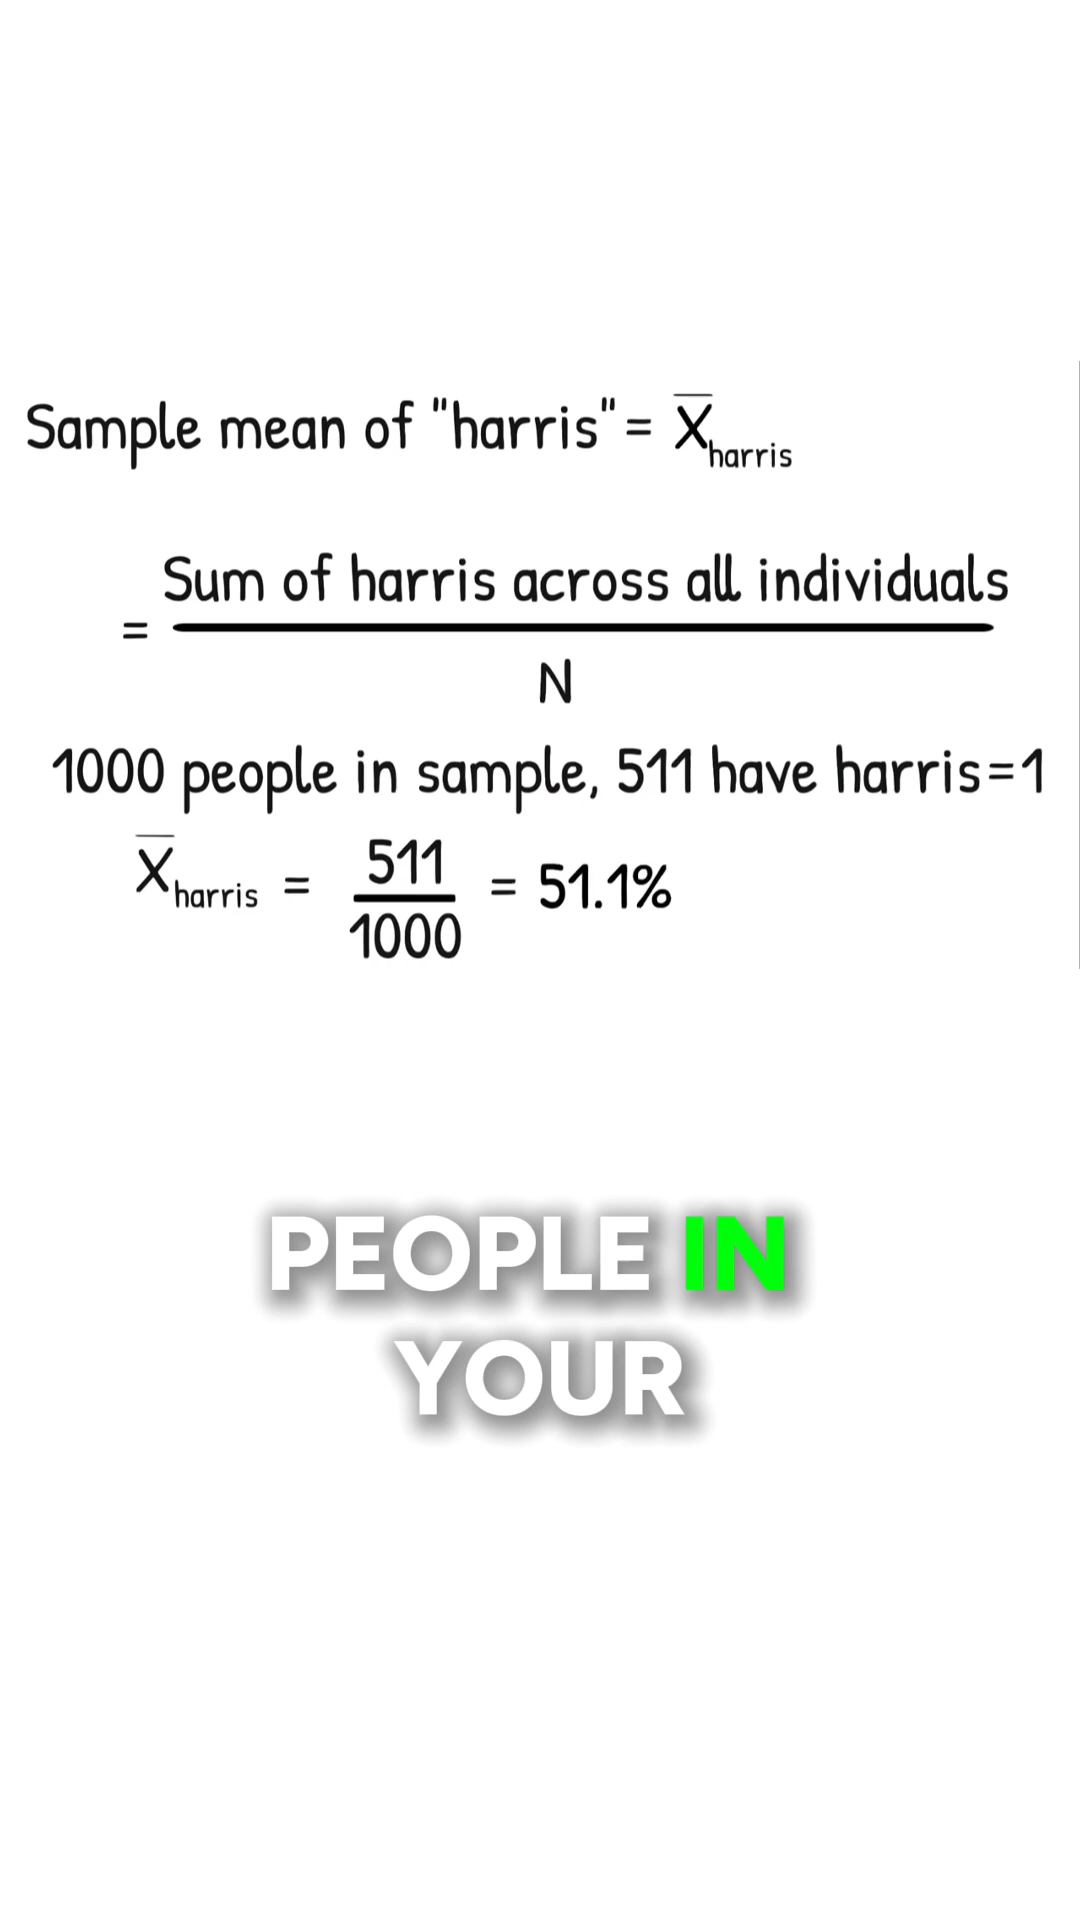 Sample mean of "harris" = X̅harris
Sum of harris across all individuals
=
N
1000 people in sample, 511 have harris=1
X̅harris = 511/1000 = 51.1%
PEOPLE IN
YOUR